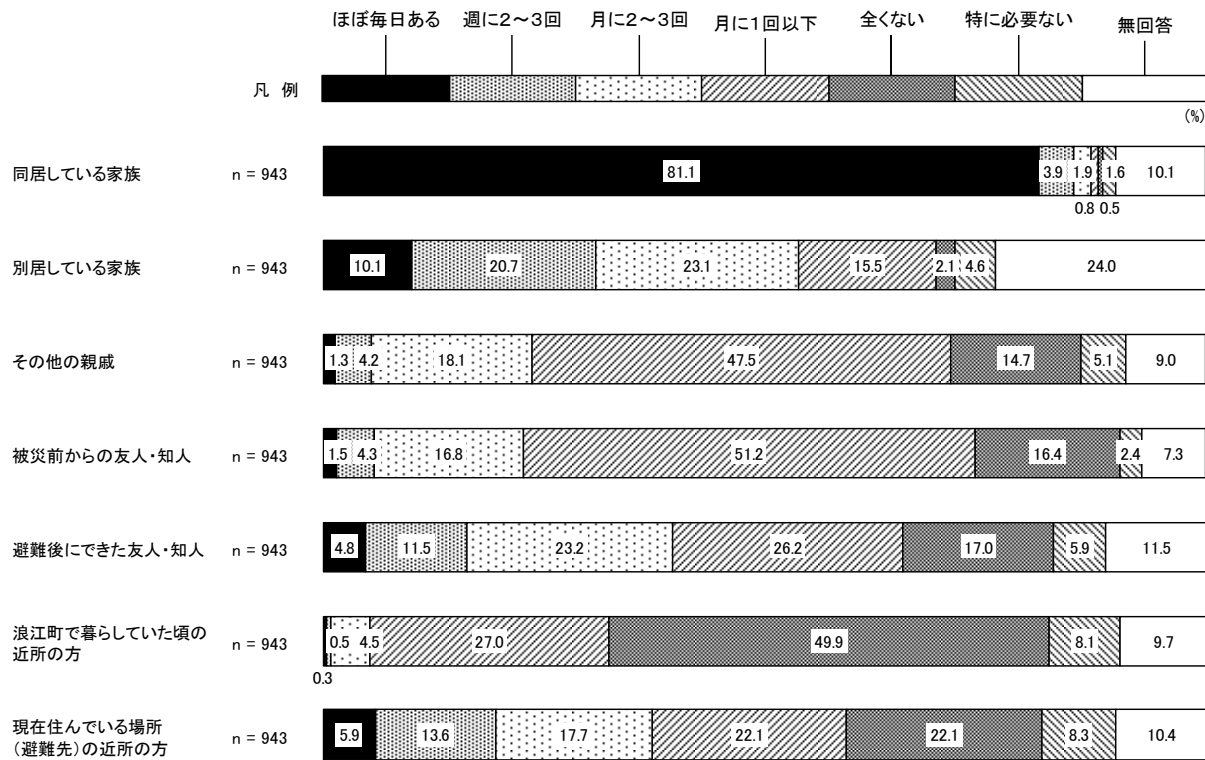 ほぼ毎日ある 週に2～3回 月に2～3回 月に1回以下 全くない 特に必要ない 無回答
凡 例
(%)
同居している家族 n = 943 81.1 3.9 1.9 1.6 10.1
0.8 0.5
別居している家族 n = 943 10.1 20.7 23.1 15.5 2.1 4.6 24.0
その他の親戚 n = 943 1.3 4.2 18.1 47.5 14.7 5.1 9.0
被災前からの友人・知人 n = 943 1.5 4.3 16.8 51.2 16.4 2.4 7.3
避難後にできた友人・知人 n = 943 4.8 11.5 23.2 26.2 17.0 5.9 11.5
浪江町で暮らしていた頃の
近所の方 n = 943 0.5 4.5 27.0 49.9 8.1 9.7
0.3
現在住んでいる場所
（避難先）の近所の方 n = 943 5.9 13.6 17.7 22.1 22.1 8.3 10.4